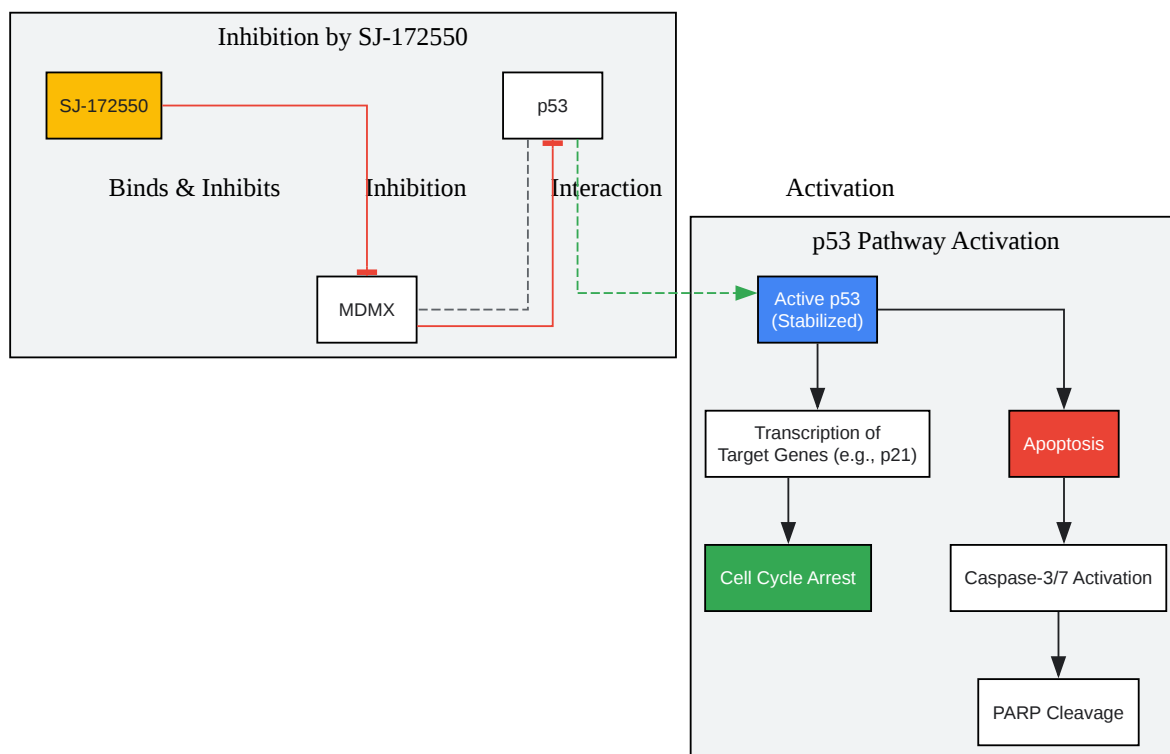 Inhibition by SJ-172550
SJ-172550
p53
Binds & Inhibits
Inhibition
Interaction
Activation
MDMX
p53 Pathway Activation
Active p53
(Stabilized)
Transcription of
Target Genes (e.g., p21)
Apoptosis
Cell Cycle Arrest
Caspase-3/7 Activation
PARP Cleavage